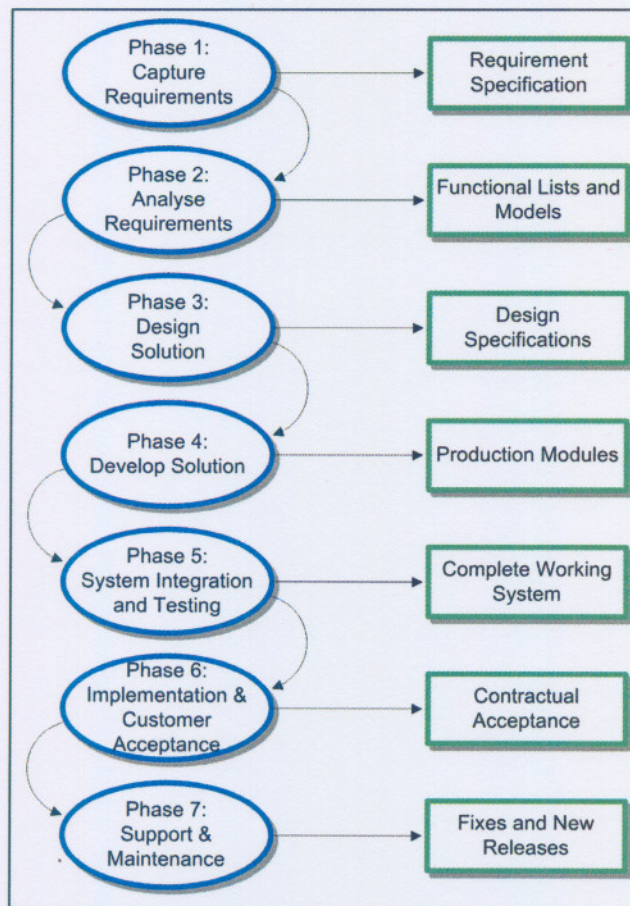 Phase 1:
Capture
Requirements
Requirement
Specification
Phase 2:
Analyse
Requirements
Functional Lists and
Models
Phase 3:
Design
Solution
Design
Specifications
Phase 4:
Develop Solution
Production Modules
Phase 5:
System Integration
and Testing
Complete Working
System
Phase 6:
Implementation &
Customer
Acceptance
Contractual
Acceptance
Phase 7:
Support &
Maintenance
Fixes and New
Releases